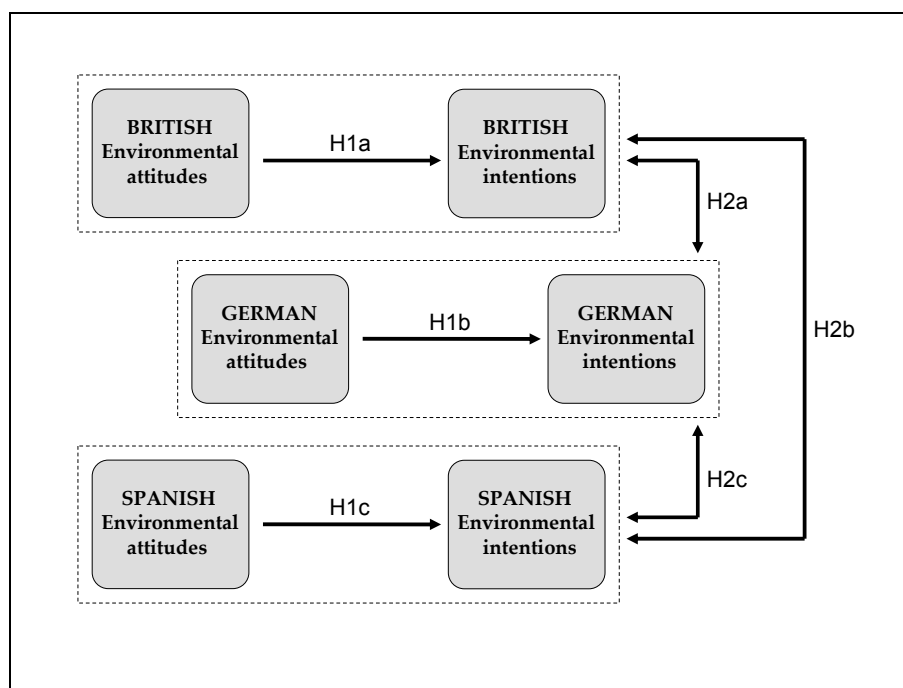 BRITISH
Environmental
attitudes
H1a
BRITISH
Environmental
intentions
H2a
GERMAN
Environmental
attitudes
H1b
GERMAN
Environmental
intentions
H2b
SPANISH
Environmental
attitudes
H1c
SPANISH
Environmental
intentions
H2c